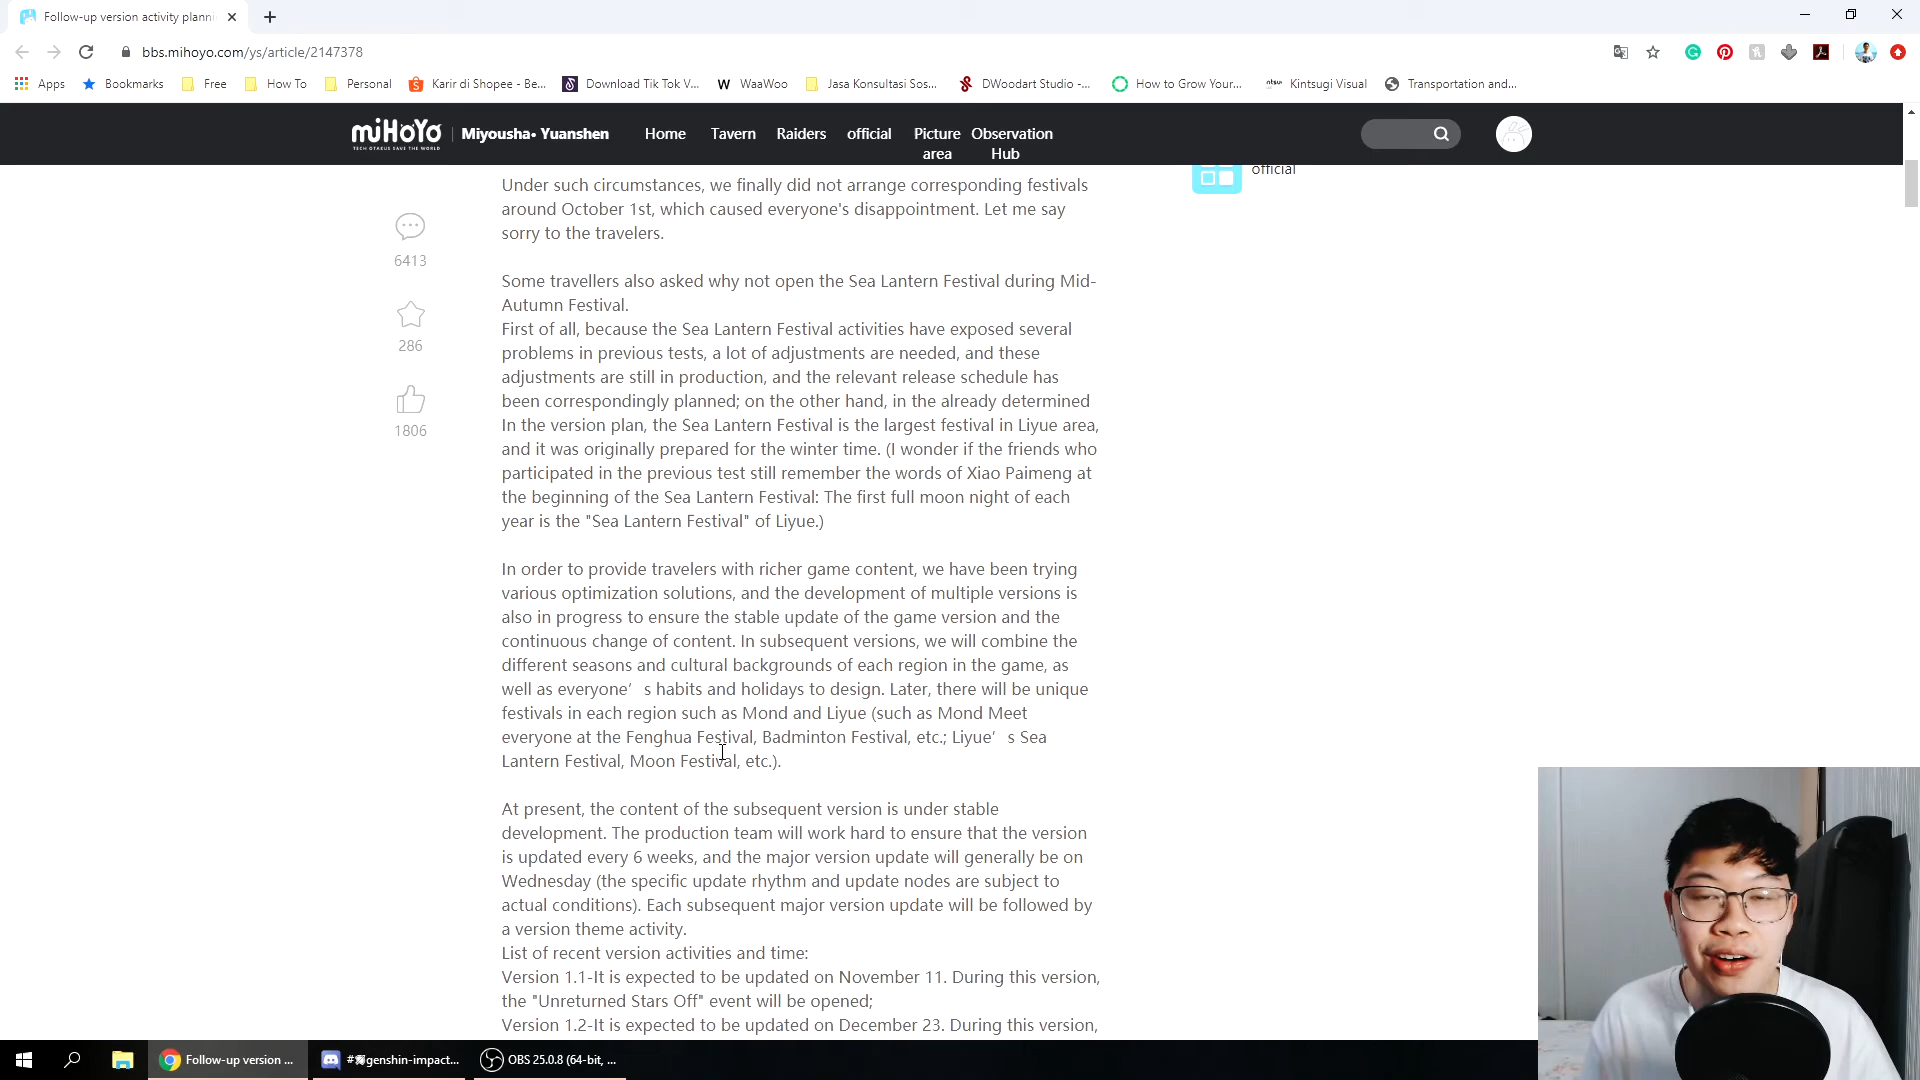 Follow-up version activity planni
bbs.mihoyo.com/ys/article/2147378
Apps
Bookmarks
Free
How To
Personal
Karir di Shopee - Be...
Download Tik Tok V...
WaaWoo
Jasa Konsultasi Sos...
DWoodart Studio -...
How to Grow Your...
Kintsugi Visual
Transportation and...
miHoYo
TECH OTAKUS SAVE THE WORLD
Miyousha• Yuanshen
Home
Tavern
Raiders
official
Picture area
Observation Hub
official
6413
286
1806
Under such circumstances, we finally did not arrange corresponding festivals
around October 1st, which caused everyone's disappointment. Let me say
sorry to the travelers.
Some travellers also asked why not open the Sea Lantern Festival during Mid-
Autumn Festival.
First of all, because the Sea Lantern Festival activities have exposed several
problems in previous tests, a lot of adjustments are needed, and these
adjustments are still in production, and the relevant release schedule has
been correspondingly planned; on the other hand, in the already determined
In the version plan, the Sea Lantern Festival is the largest festival in Liyue area,
and it was originally prepared for the winter time. (I wonder if the friends who
participated in the previous test still remember the words of Xiao Paimeng at
the beginning of the Sea Lantern Festival: The first full moon night of each
year is the "Sea Lantern Festival" of Liyue.)
In order to provide travelers with richer game content, we have been trying
various optimization solutions, and the development of multiple versions is
also in progress to ensure the stable update of the game version and the
continuous change of content. In subsequent versions, we will combine the
different seasons and cultural backgrounds of each region in the game, as
well as everyone’ s habits and holidays to design. Later, there will be unique
festivals in each region such as Mond and Liyue (such as Mond Meet
everyone at the Fenghua Festival, Badminton Festival, etc.; Liyue’ s Sea
Lantern Festival, Moon Festival, etc.).
At present, the content of the subsequent version is under stable
development. The production team will work hard to ensure that the version
is updated every 6 weeks, and the major version update will generally be on
Wednesday (the specific update rhythm and update nodes are subject to
actual conditions). Each subsequent major version update will be followed by
a version theme activity.
List of recent version activities and time:
Version 1.1-It is expected to be updated on November 11. During this version,
the "Unreturned Stars Off" event will be opened;
Version 1.2-It is expected to be updated on December 23. During this version,
Follow-up version ...
genshin-impact...
OBS 25.0.8 (64-bit, ...